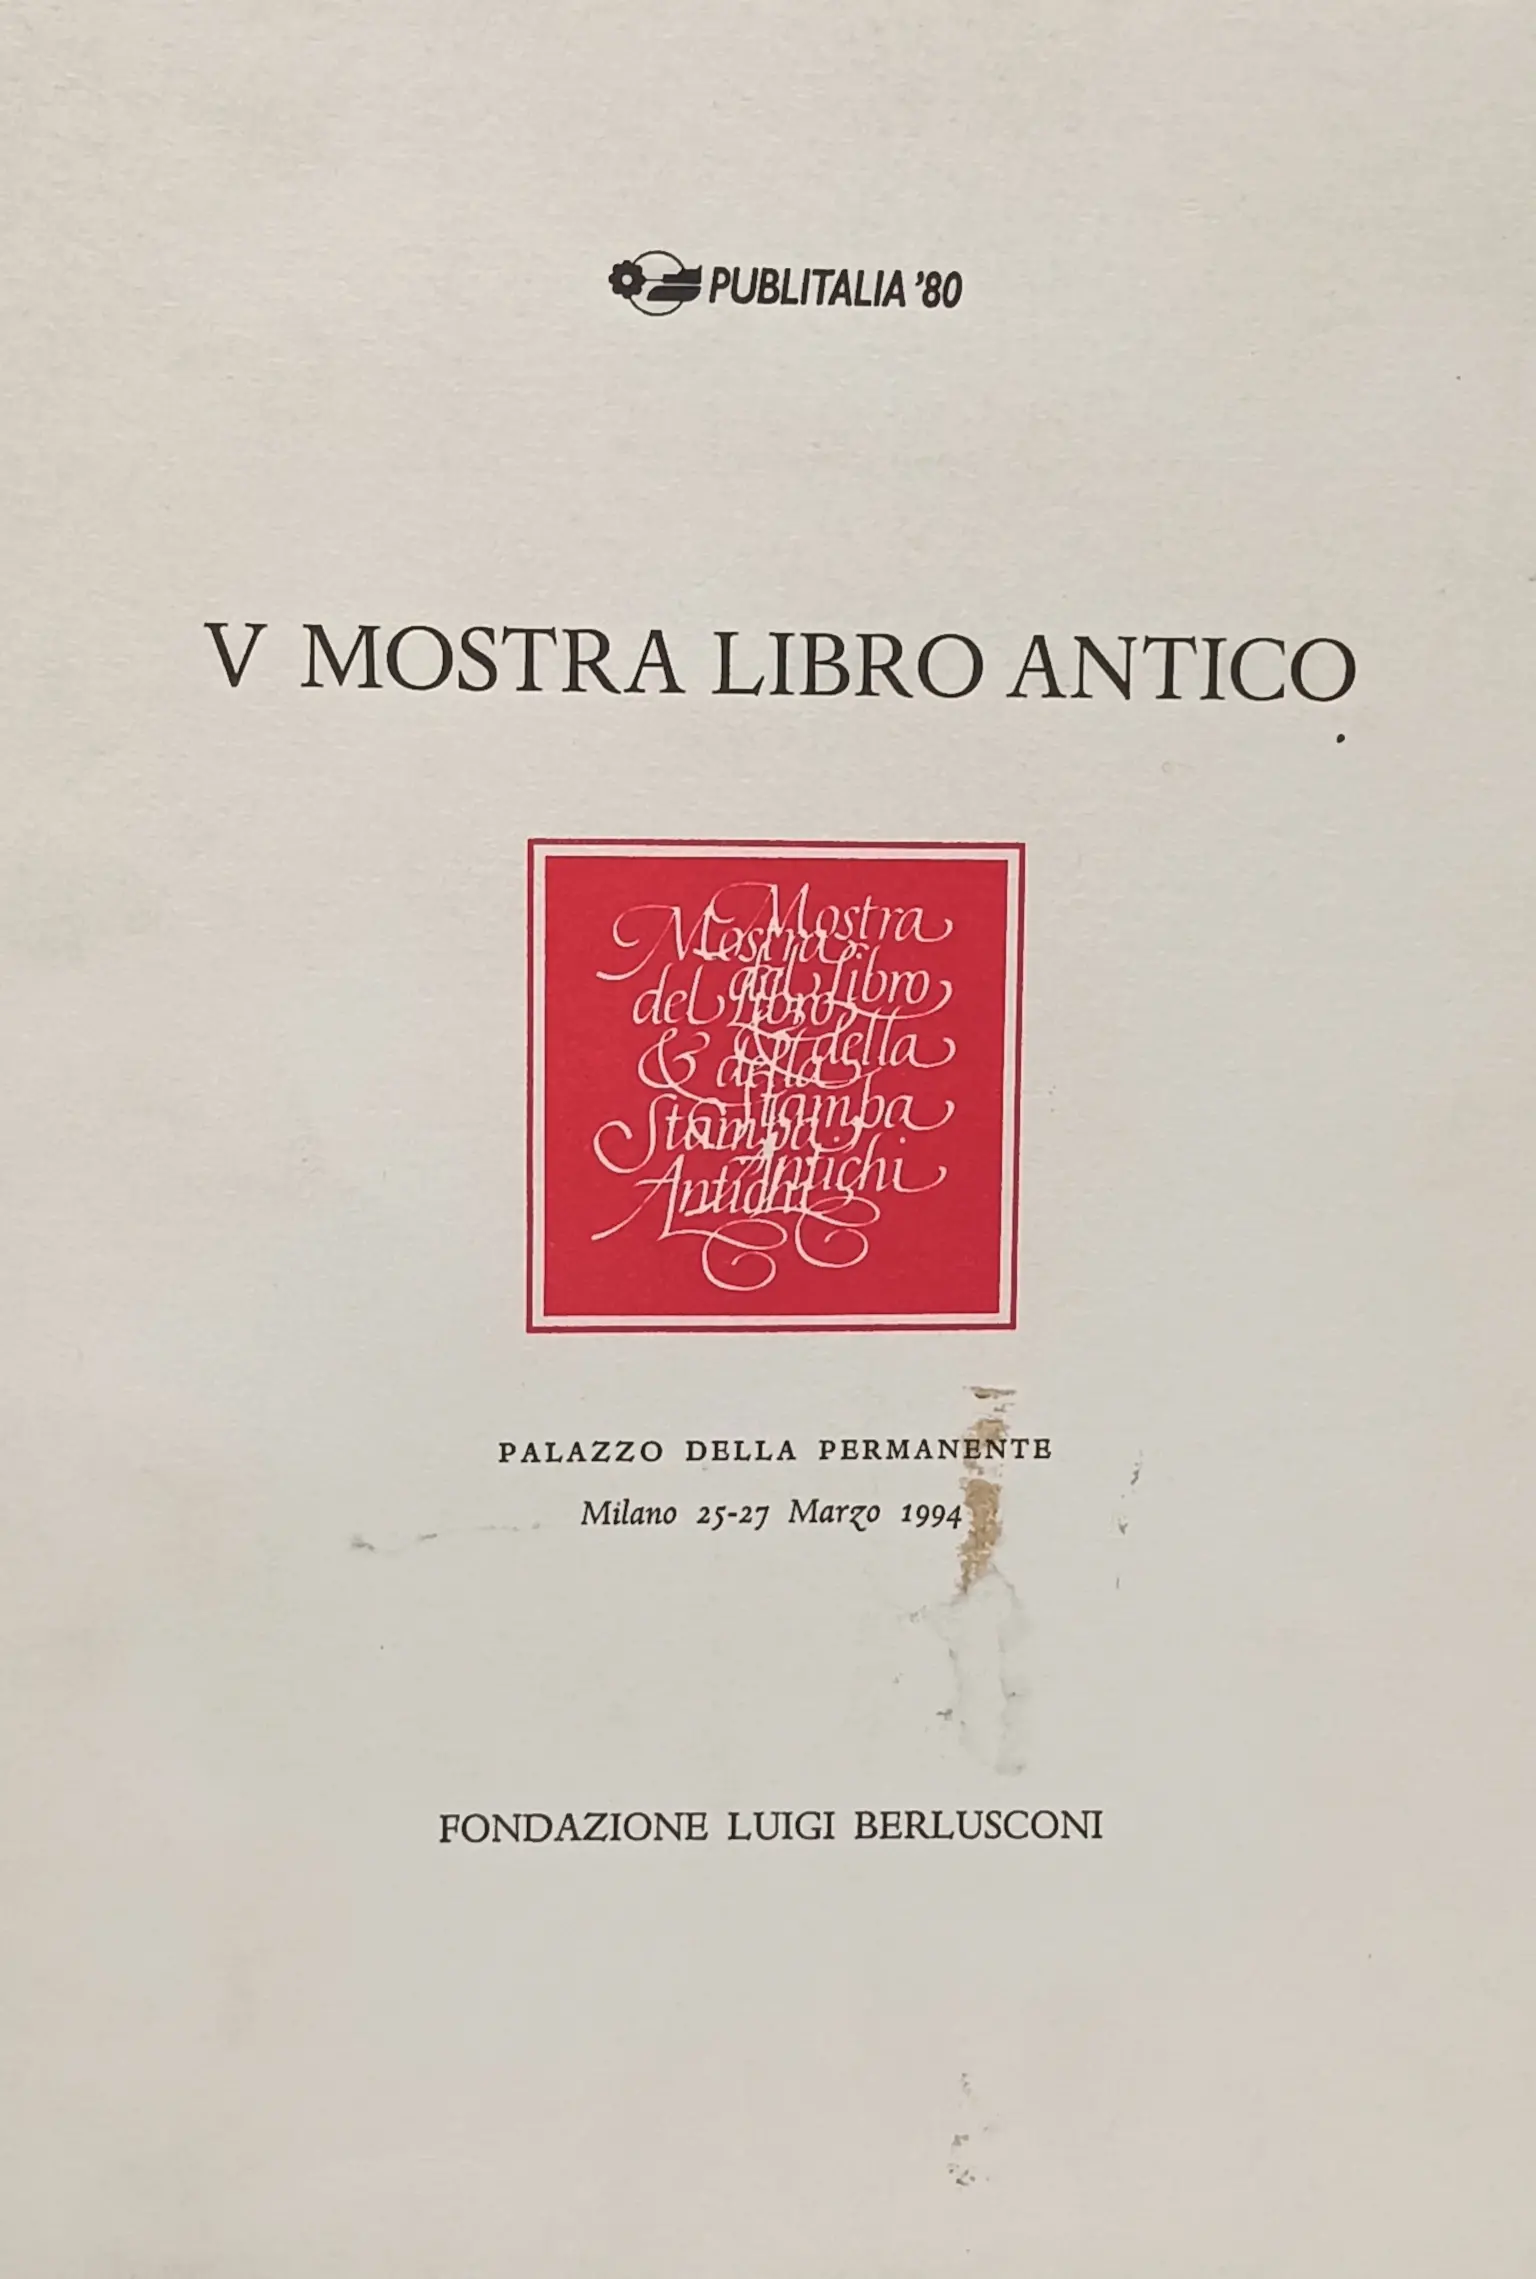 PUBLITALIA '80
V MOSTRA LIBRO ANTICO
Mostra
Mostra
del Libro
del Libro
& della
& della
Stampa
Stampa
Antichi
Antichi
PALAZZO DELLA PERMANENTE
Milano 25-27 Marzo 1994
FONDAZIONE LUIGI BERLUSCONI